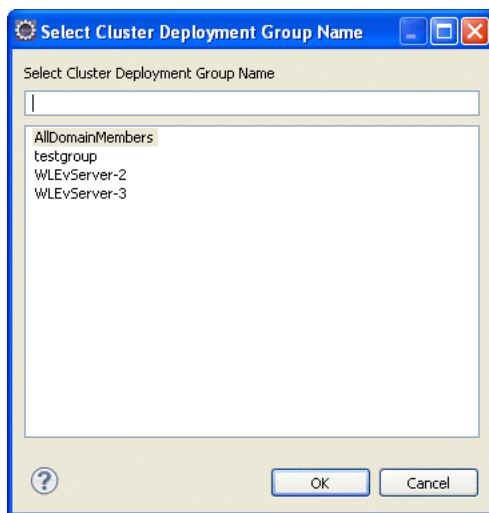 Select Cluster Deployment Group Name
Select Cluster Deployment Group Name
AllDomainMembers
testgroup
WLEvServer-2
WLEvServer-3
?
OK
Cancel